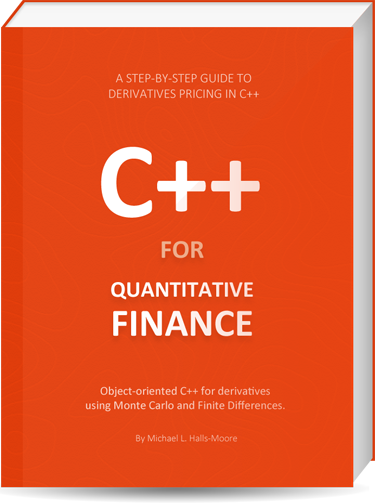 A STEP-BY-STEP GUIDE TO
DERIVATIVES PRICING IN C++
C++
FOR
QUANTITATIVE
FINANCE
Object-oriented C++ for derivatives
using Monte Carlo and Finite Differences.
By Michael L. Halls-Moore